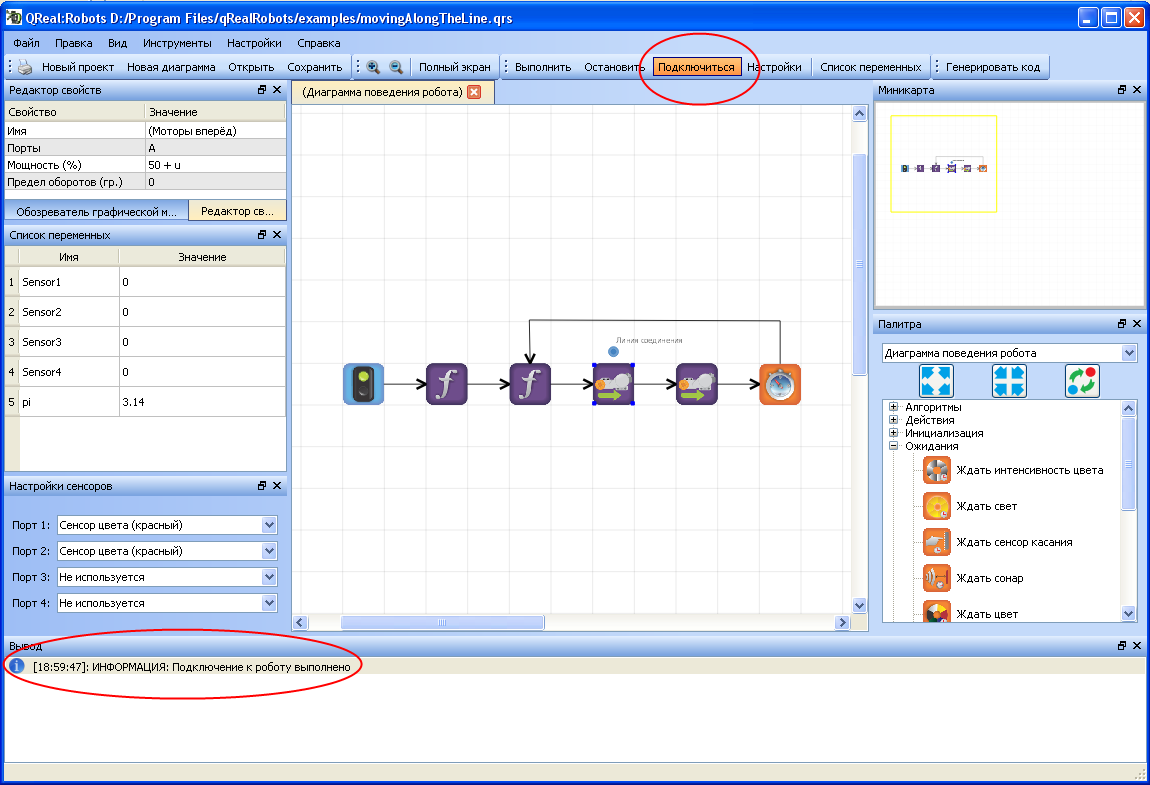 QReal:Robots D:/Program Files/qRealRobots/examples/movingAlongTheLine.qrs
Файл Правка Вид Инструменты Настройки Справка
Новый проект Новая диаграмма Открыть Сохранить Полный экран Выполнить Остановить Подключиться Настройки Список переменных Генерировать код
Редактор свойств
Свойство Значение
Имя (Моторы вперёд)
Порты A
Мощность (%) 50 + u
Предел оборотов (гр.) 0
Обозреватель графической м... Редактор св...
Список переменных
Имя Значение
1 Sensor1 0
2 Sensor2 0
3 Sensor3 0
4 Sensor4 0
5 pi 3.14
Настройки сенсоров
Порт 1: Сенсор цвета (красный)
Порт 2: Сенсор цвета (красный)
Порт 3: Не используется
Порт 4: Не используется
(Диаграмма поведения робота)
Линия соединения
f f
Миникарта
Палитра
Диаграмма поведения робота
Алгоритмы
Действия
Инициализация
Ожидания
Ждать интенсивность цвета
Ждать свет
Ждать сенсор касания
Ждать сонар
Ждать цвет
Вывод
[18:59:47]: ИНФОРМАЦИЯ: Подключение к роботу выполнено